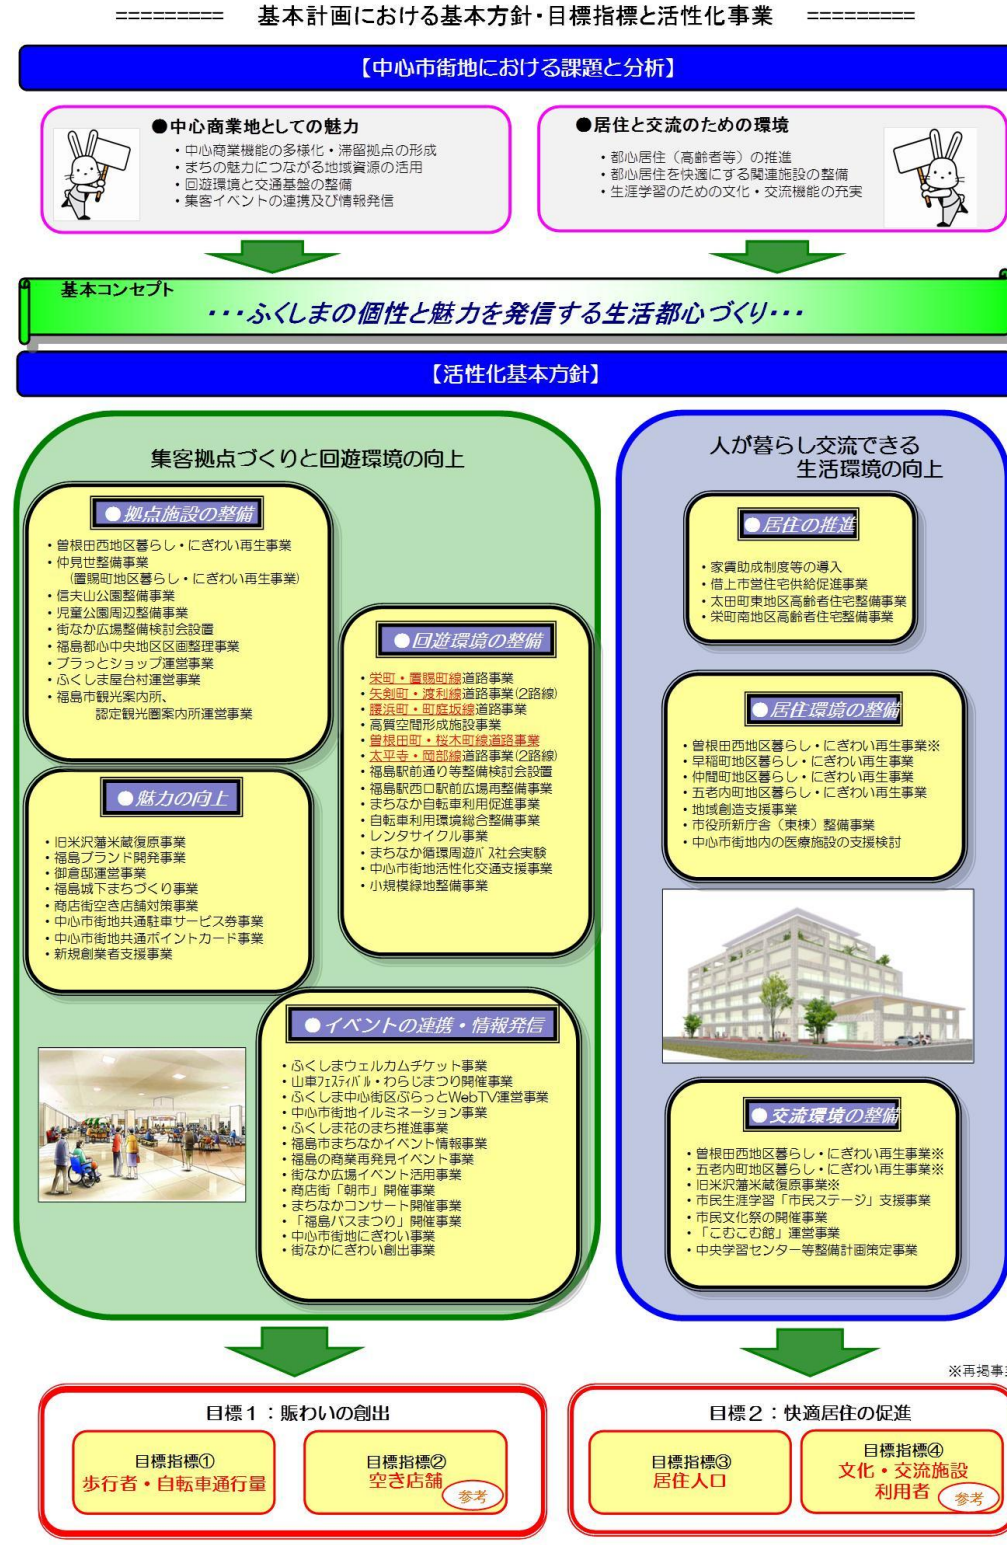 ========= 基本計画における基本方針・目標指標と活性化事業 =========
【中心市街地における課題と分析】
●中心商業地としての魅力
・中心商業機能の多様化・滞留拠点の形成
・まちの魅力につながる地域資源の活用
・回遊環境と交通基盤の整備
・集客イベントの連携及び情報発信
●居住と交流のための環境
・都心居住（高齢者等）の推進
・都心居住を快適にする関連施設の整備
・生涯学習のための文化・交流機能の充実
基本コンセプト
・・・ふくしまの個性と魅力を発信する生活都心づくり・・・
【活性化基本方針】
集客拠点づくりと回遊環境の向上
●拠点施設の整備
・曽根田西地区暮らし・にぎわい再生事業
・仲見世整備事業
(置賜町地区暮らし・にぎわい再生事業)
・信夫山公園整備事業
・児童公園周辺整備事業
・街なか広場整備検討会設置
・福島都心中央地区区画整理事業
・プラっとショップ運営事業
・ふくしま屋台村運営事業
・福島市観光案内所、
認定観光圏案内所運営事業
●魅力の向上
・旧米沢藩米蔵復原事業
・福島ブランド開発事業
・御倉邸運営事業
・福島城下まちづくり事業
・商店街空き店舗対策事業
・中心市街地共通駐車サービス券事業
・中心市街地共通ポイントカード事業
・新規創業者支援事業
●回遊環境の整備
・栄町・置賜町線道路事業
・矢剣町・渡利線道路事業(2路線)
・腰浜町・町庭坂線道路事業
・高質空間形成施設事業
・曽根田町・桜木町線道路事業
・太平寺・岡部線道路事業(2路線)
・福島駅前通り等整備検討会設置
・福島駅西口駅前広場再整備事業
・まちなか自転車利用促進事業
・自転車利用環境総合整備事業
・レンタサイクル事業
・まちなか循環周遊ﾊﾞｽ社会実験
・中心市街地活性化交通支援事業
・小規模緑地整備事業
●イベントの連携・情報発信
・ふくしまウェルカムチケット事業
・山車ﾌｪｽﾃｨﾊﾞﾙ・わらじまつり開催事業
・ふくしま中心街区ぶらっとWebTV運営事業
・中心市街地イルミネーション事業
・ふくしま花のまち推進事業
・福島市まちなかイベント情報事業
・福島の商業再発見イベント事業
・街なか広場イベント活用事業
・商店街「朝市」開催事業
・まちなかコンサート開催事業
・「福島バスまつり」開催事業
・中心市街地にぎわい事業
・街なかにぎわい創出事業
人が暮らし交流できる
生活環境の向上
●居住の推進
・家賃助成制度等の導入
・借上市営住宅供給促進事業
・太田町東地区高齢者住宅整備事業
・栄町南地区高齢者住宅整備事業
●居住環境の整備
・曽根田西地区暮らし・にぎわい再生事業※
・早稲町地区暮らし・にぎわい再生事業
・仲間町地区暮らし・にぎわい再生事業
・五老内町地区暮らし・にぎわい再生事業
・地域創造支援事業
・市役所新庁舎（東棟）整備事業
・中心市街地内の医療施設の支援検討
●交流環境の整備
・曽根田西地区暮らし・にぎわい再生事業※
・五老内町地区暮らし・にぎわい再生事業※
・旧米沢藩米蔵復原事業※
・市民生涯学習「市民ステージ」支援事業
・市民文化祭の開催事業
・「こむこむ館」運営事業
・中央学習センター等整備計画策定事業
※再掲事
目標１：賑わいの創出
目標指標①
歩行者・自転車通行量
目標指標②
空き店舗
参考
目標２：快適居住の促進
目標指標③
居住人口
目標指標④
文化・交流施設
利用者
参考